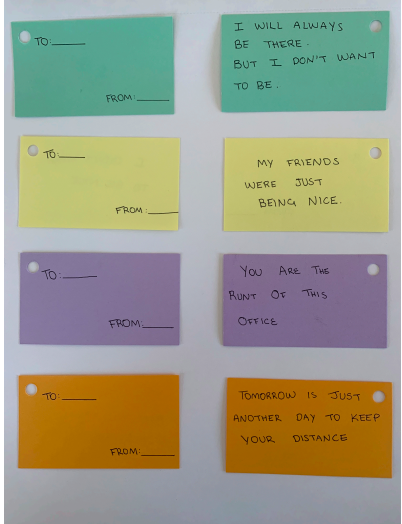 TO:
FROM:
I WILL ALWAYS
BE THERE.
BUT I DON'T WANT
TO BE.
TO:
FROM:
MY FRIENDS
WERE JUST
BEING NICE.
TO:
FROM:
YOU ARE THE
RUNT OF THIS
OFFICE
TO:
FROM:
TOMORROW IS JUST
ANOTHER DAY TO KEEP
YOUR DISTANCE